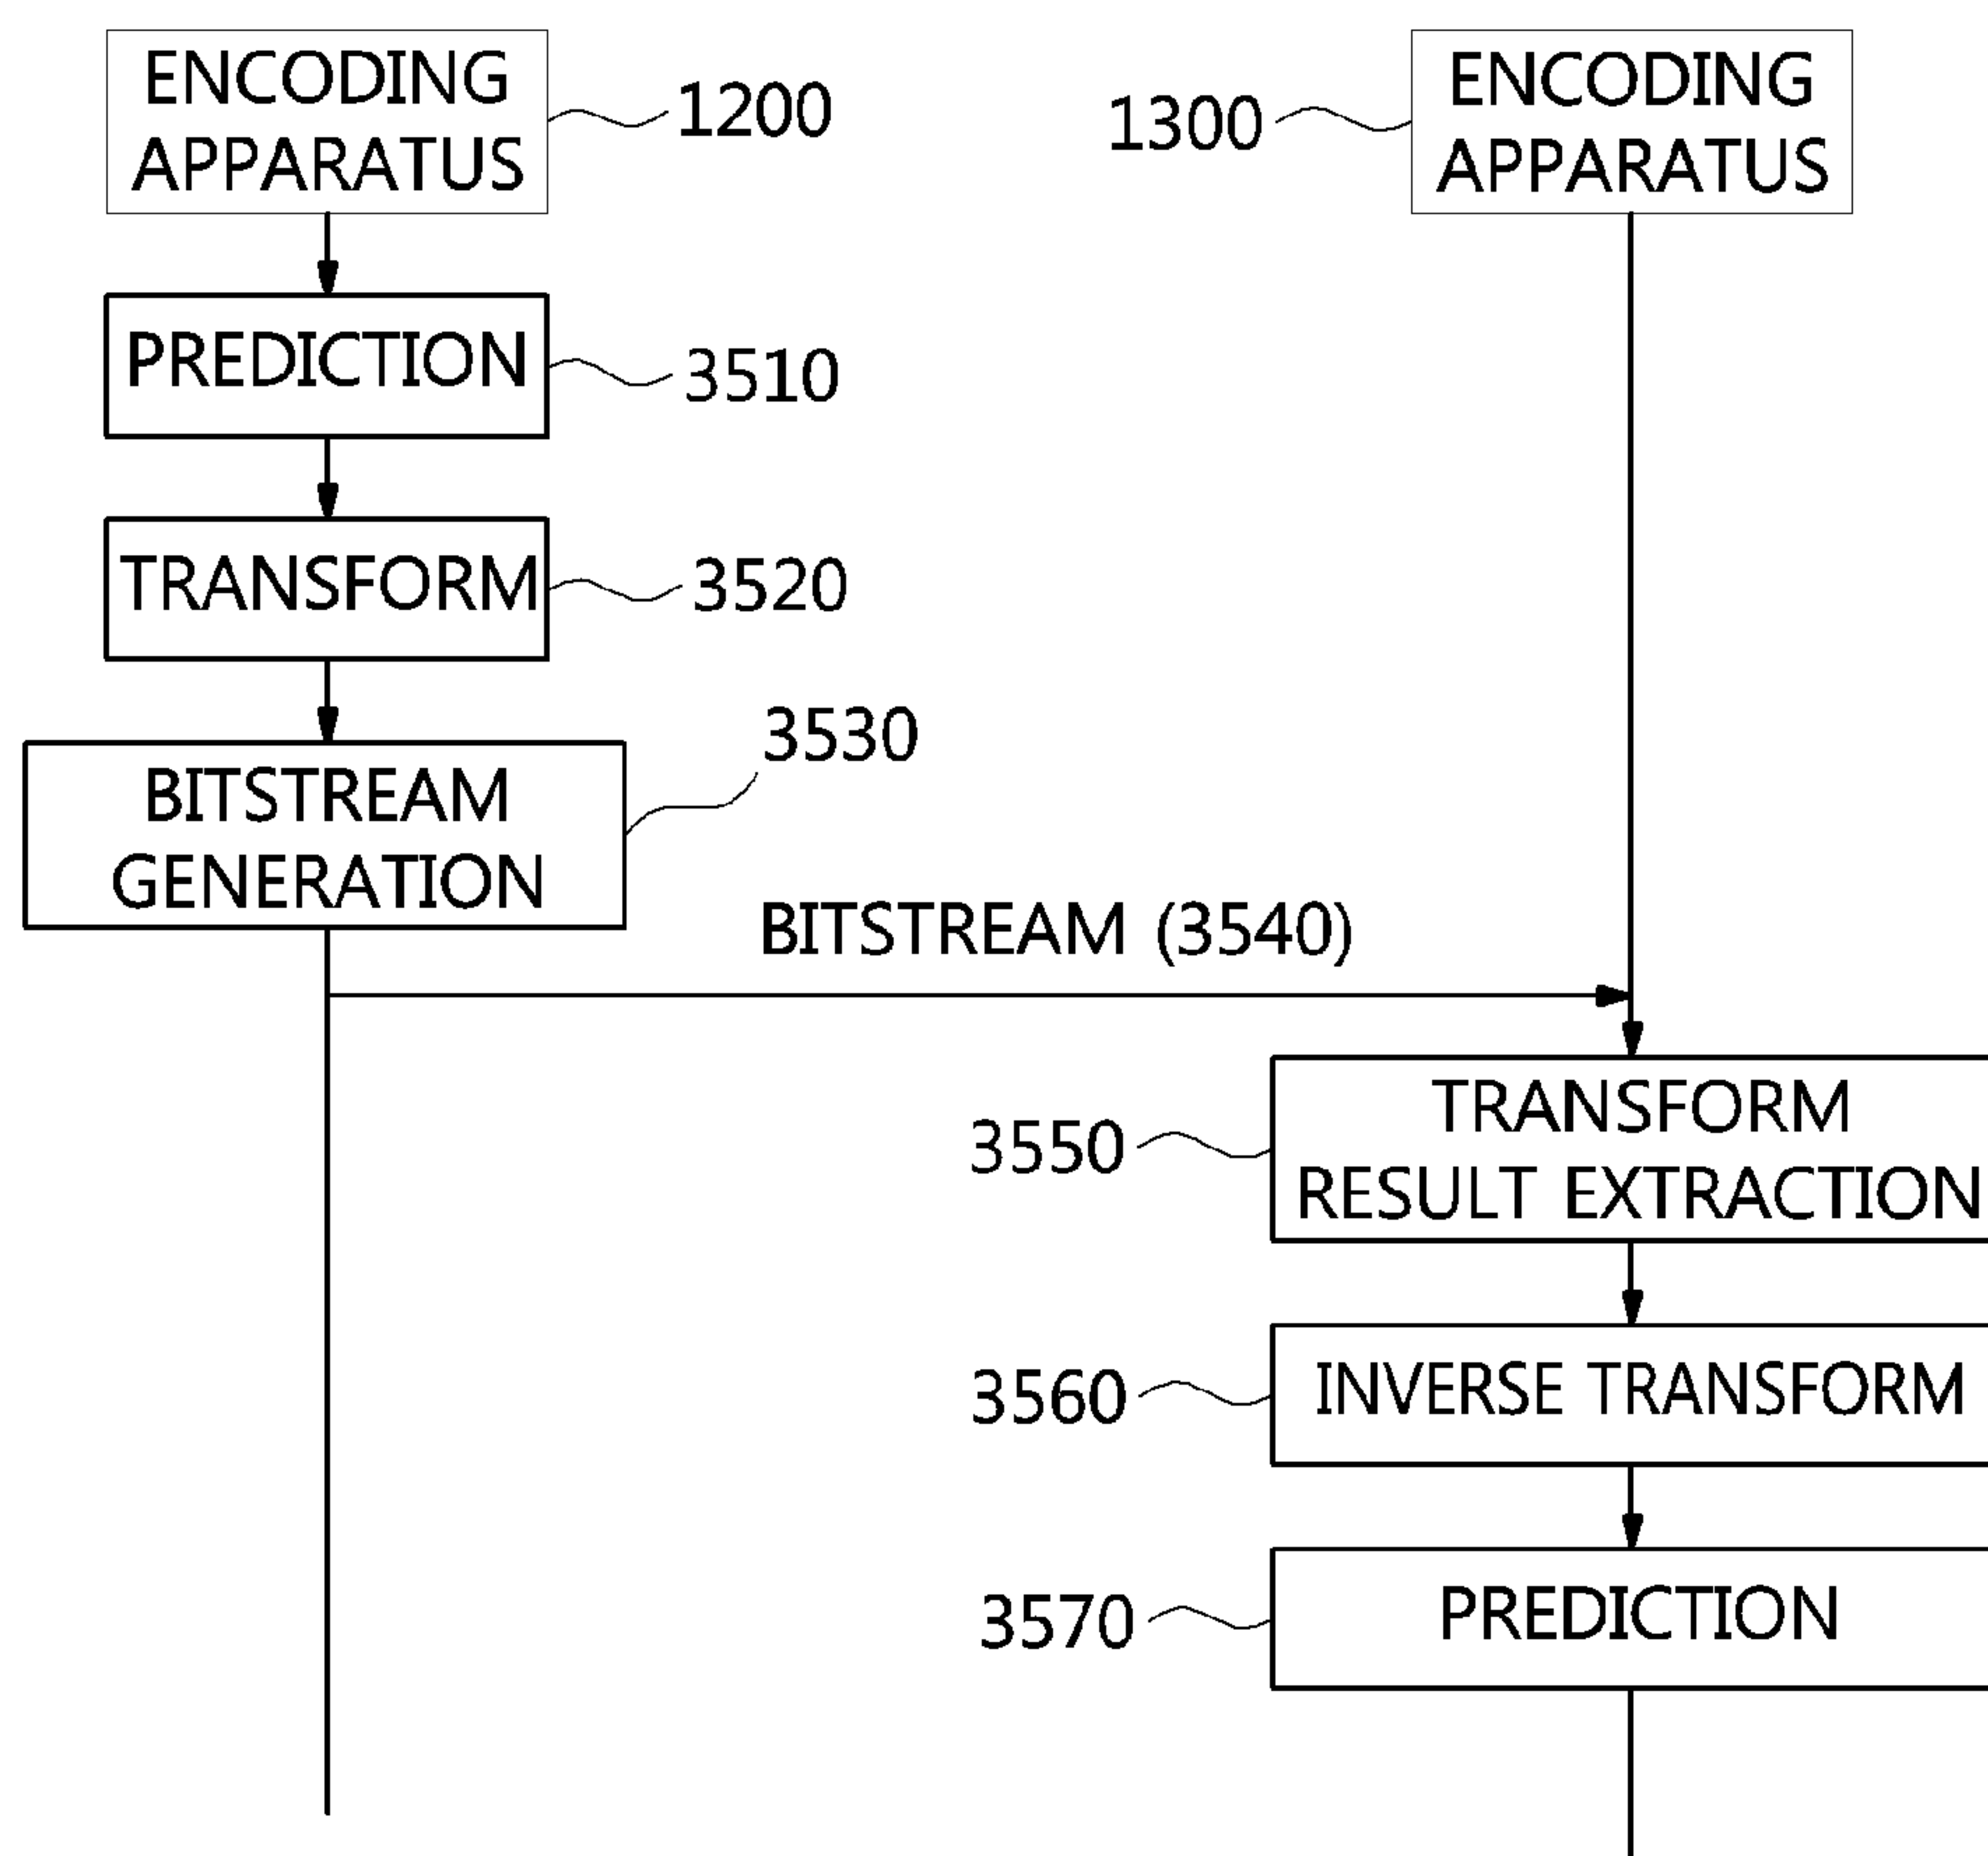 ENCODING
APPARATUS
1200
1300
ENCODING
APPARATUS
PREDICTION
3510
TRANSFORM
3520
3530
BITSTREAM
GENERATION
BITSTREAM (3540)
3550
TRANSFORM
RESULT EXTRACTION
3560
INVERSE TRANSFORM
3570
PREDICTION